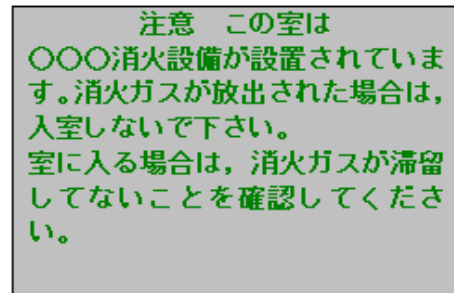 注意　この室は
〇〇〇消火設備が設置されていま
す。消火ガスが放出された場合は，
入室しないで下さい。
室に入る場合は，消火ガスが滞留
してないことを確認してくださ
い。